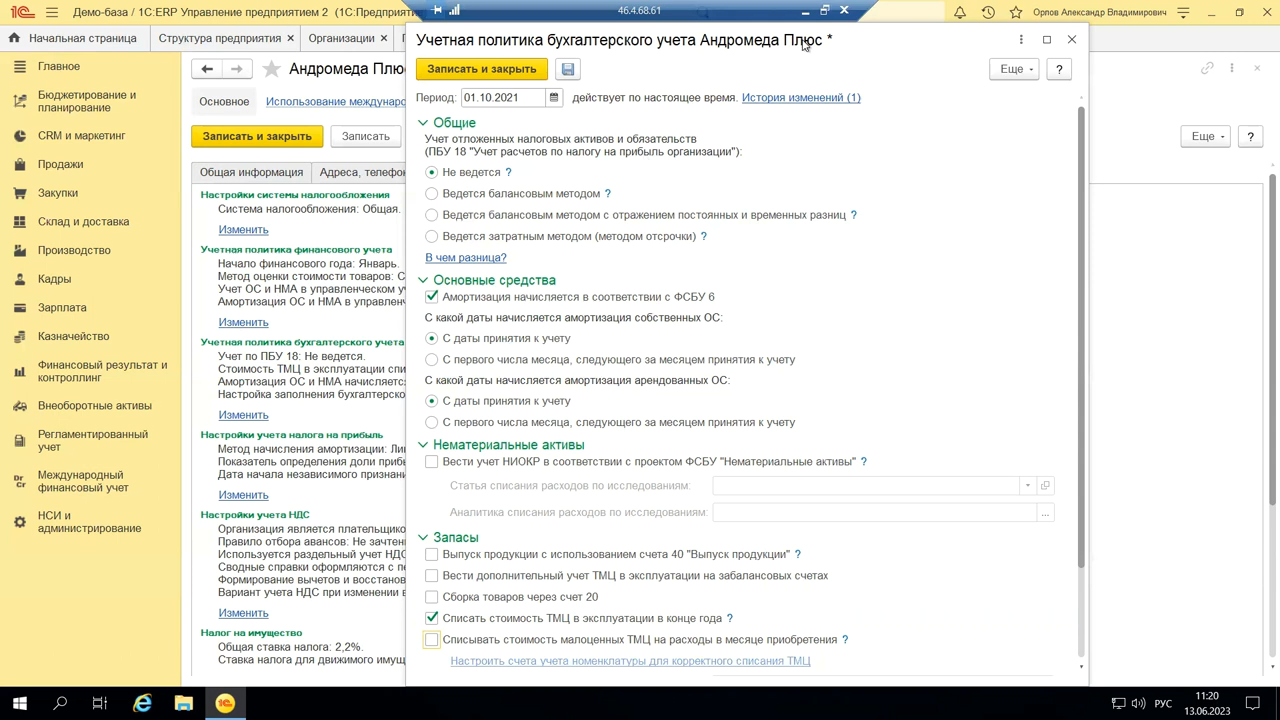 Демо-база / 1С:ERP Управление предприятием 2 (1С:Предприя
46.4.68.61
Орлов Александр Владимирович
Начальная страница
Структура предприятия ×
Организации ×
Главное
Бюджетирование и планирование
CRM и маркетинг
Продажи
Закупки
Склад и доставка
Производство
Кадры
Зарплата
Казначейство
Финансовый результат и контроллинг
Внеоборотные активы
Регламентированный учет
Международный финансовый учет
НСИ и администрирование
Андромеда Плюс
Основное
Использование междунаро
Записать и закрыть
Записать
Еще
?
Общая информация
Адреса, телефон
Настройки системы налогообложения
Система налогообложения: Общая.
Изменить
Учетная политика финансового учета
Начало финансового года: Январь.
Метод оценки стоимости товаров: С
Учет ОС и НМА в управленческом у
Амортизация ОС и НМА в управлен
Изменить
Учетная политика бухгалтерского учета
Учет по ПБУ 18: Не ведется.
Стоимость ТМЦ в эксплуатации спи
Амортизация ОС и НМА начисляетс
Настройка заполнения бухгалтерско
Изменить
Настройки учета налога на прибыль
Метод начисления амортизации: Ли
Показатель определения доли приб
Дата начала независимого признани
Изменить
Настройки учета НДС
Организация является плательщико
Правило отбора авансов: Не зачтен
Используется раздельный учет НДС
Сводные справки оформляются с пе
Формирование вычетов и восстанов
Вариант учета НДС при изменении в
Изменить
Налог на имущество
Общая ставка налога: 2,2%.
Ставка налога для движимого имущ
Учетная политика бухгалтерского учета Андромеда Плюс *
Записать и закрыть
Еще
?
Период: 01.10.2021 действует по настоящее время. История изменений (1)
Общие
Учет отложенных налоговых активов и обязательств
(ПБУ 18 "Учет расчетов по налогу на прибыль организации"):
Не ведется ?
Ведется балансовым методом ?
Ведется балансовым методом с отражением постоянных и временных разниц ?
Ведется затратным методом (методом отсрочки) ?
В чем разница?
Основные средства
Амортизация начисляется в соответствии с ФСБУ 6
С какой даты начисляется амортизация собственных ОС:
С даты принятия к учету
С первого числа месяца, следующего за месяцем принятия к учету
С какой даты начисляется амортизация арендованных ОС:
С даты принятия к учету
С первого числа месяца, следующего за месяцем принятия к учету
Нематериальные активы
Вести учет НИОКР в соответствии с проектом ФСБУ "Нематериальные активы" ?
Статья списания расходов по исследованиям:
Аналитика списания расходов по исследованиям: ...
Запасы
Выпуск продукции с использованием счета 40 "Выпуск продукции" ?
Вести дополнительный учет ТМЦ в эксплуатации на забалансовых счетах
Сборка товаров через счет 20
Списать стоимость ТМЦ в эксплуатации в конце года ?
Списывать стоимость малоценных ТМЦ на расходы в месяце приобретения ?
Настроить счета учета номенклатуры для корректного списания ТМЦ
РУС
11:20
13.06.2023